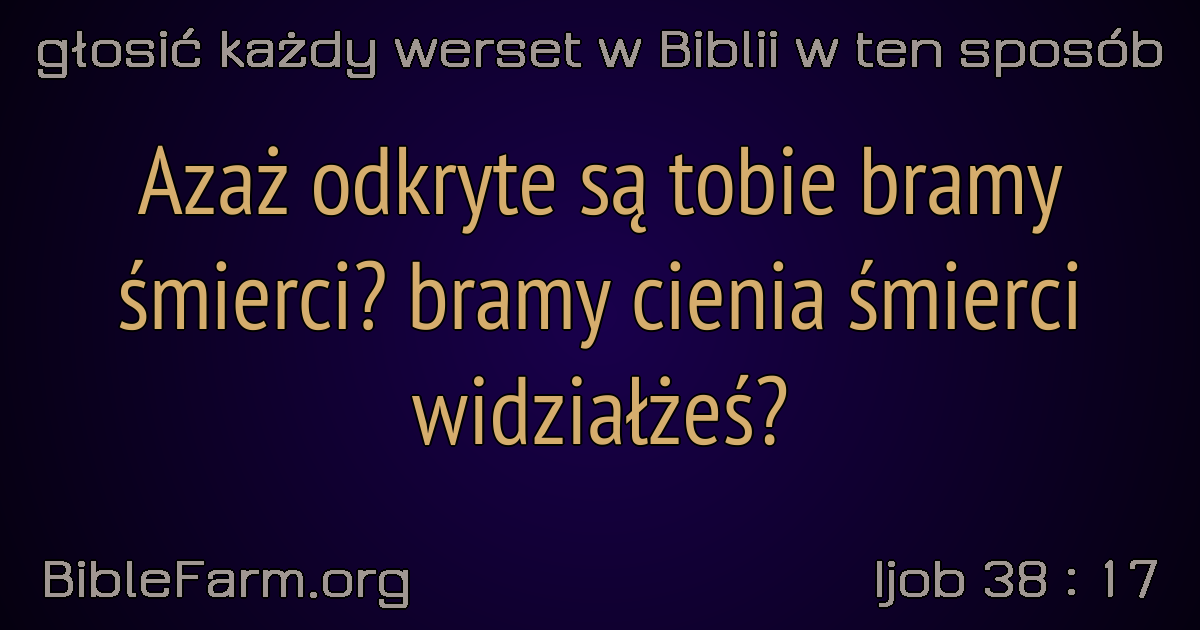 głosić każdy werset w Biblii w ten sposób
Azaż odkryte są tobie bramy
śmierci? bramy cienia śmierci
widziałżeś?
BibleFarm.org
Ijob 38 : 17